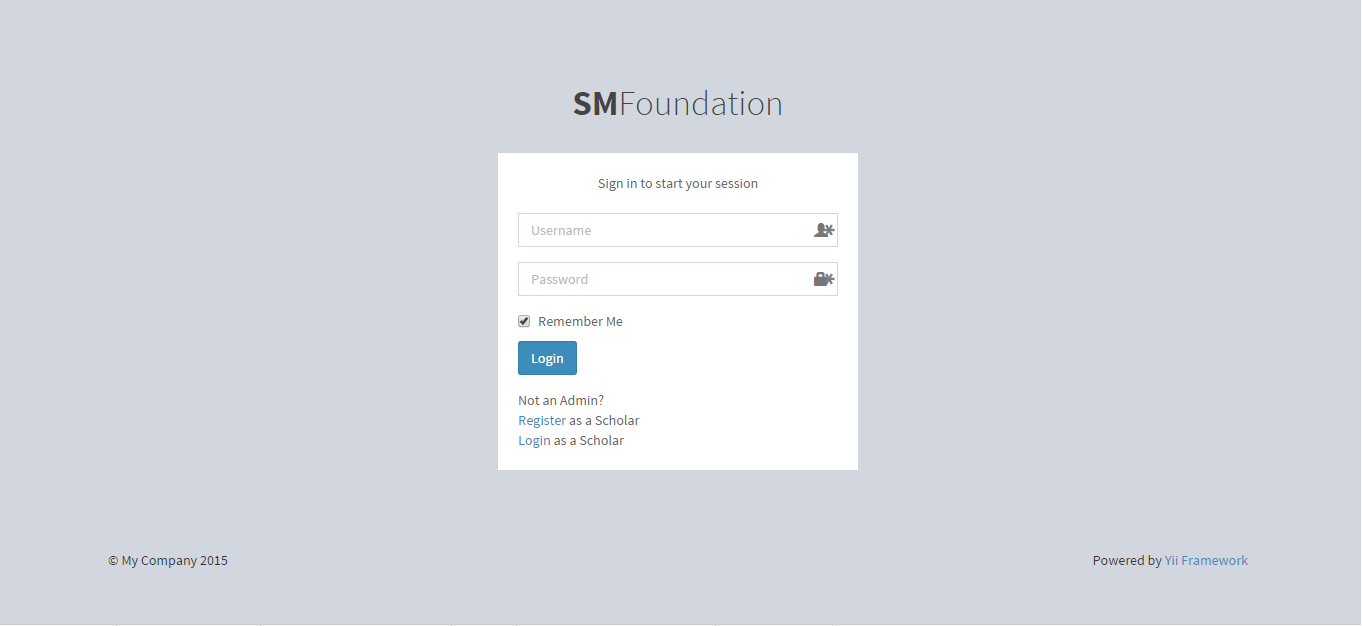 SMFoundation
Sign in to start your session
Username
Password
Remember Me
Login
Not an Admin?
Register as a Scholar
Login as a Scholar
© My Company 2015
Powered by Yii Framework